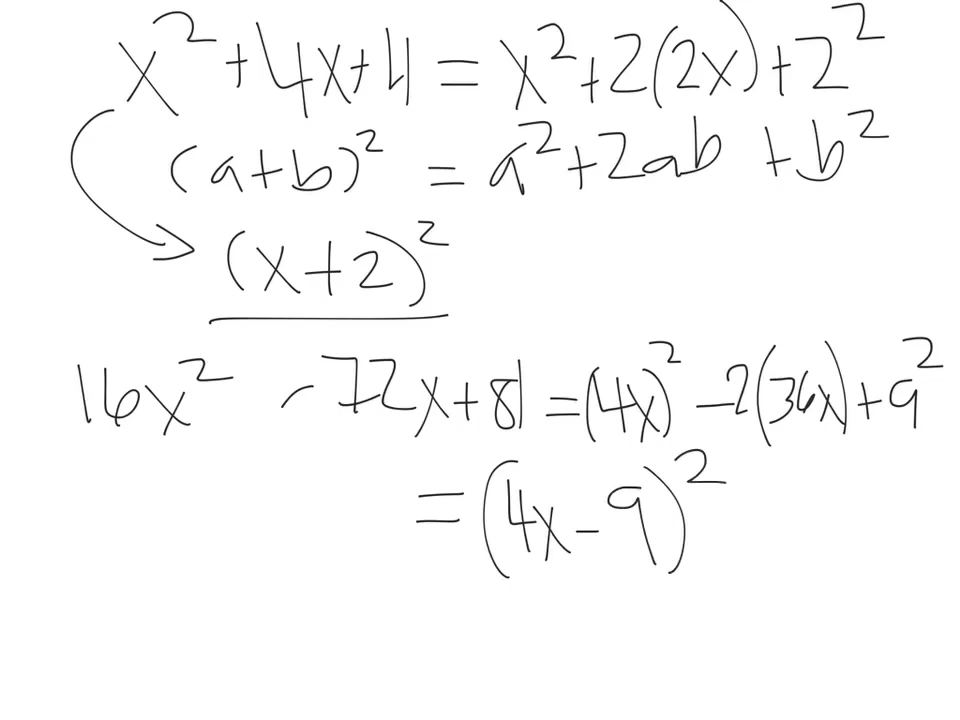 x² + 4x + 4 = x² + 2(2x) + 2²
(a+b)² = a² + 2ab + b²
(x+2)²
16x² - 72x + 81 = (4x)² - 2(36x) + 9²
= (4x - 9)²